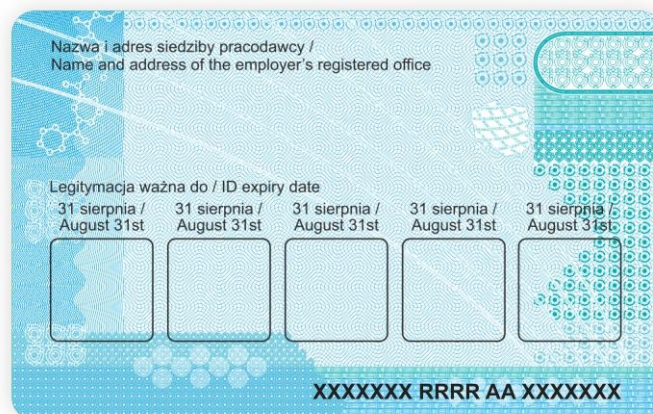 Nazwa i adres siedziby pracodawcy /
Name and address of the employer's registered office
Legitymacja ważna do / ID expiry date
31 sierpnia / 31 sierpnia / 31 sierpnia / 31 sierpnia / 31 sierpnia /
August 31st August 31st August 31st August 31st August 31st
XXXXXXX RRRR AA XXXXXXX